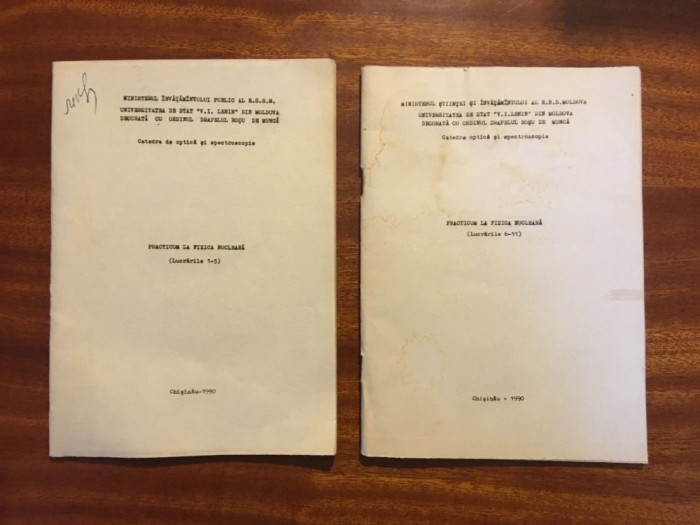 MINISTERUL ÎNVĂŢĂMÎNTULUI PUBLIC AL R.S.S.M.
UNIVERSITATEA DE STAT "V.I. LENIN" DIN MOLDOVA
DECORATĂ CU ORDINUL DRAPELUL ROŞU DE MUNCĂ
Catedra de optică şi spectroscopie
PRACTICUM LA FIZICA NUCLEARĂ
(Lucrările 1-5)
Chişinău-1990
MINISTERUL ŞTIINŢEI ŞI ÎNVĂŢĂMÎNTULUI AL R.S.S.MOLDOVA
UNIVERSITATEA DE STAT "V.I.LENIN" DIN MOLDOVA
DECORATĂ CU ORDINUL DRAPELUL ROŞU DE MUNCĂ
Catedra optică şi spectroscopie
PRACTICUM LA FIZICA NUCLEARĂ
(Lucrările 6-11)
Chişinău - 1990